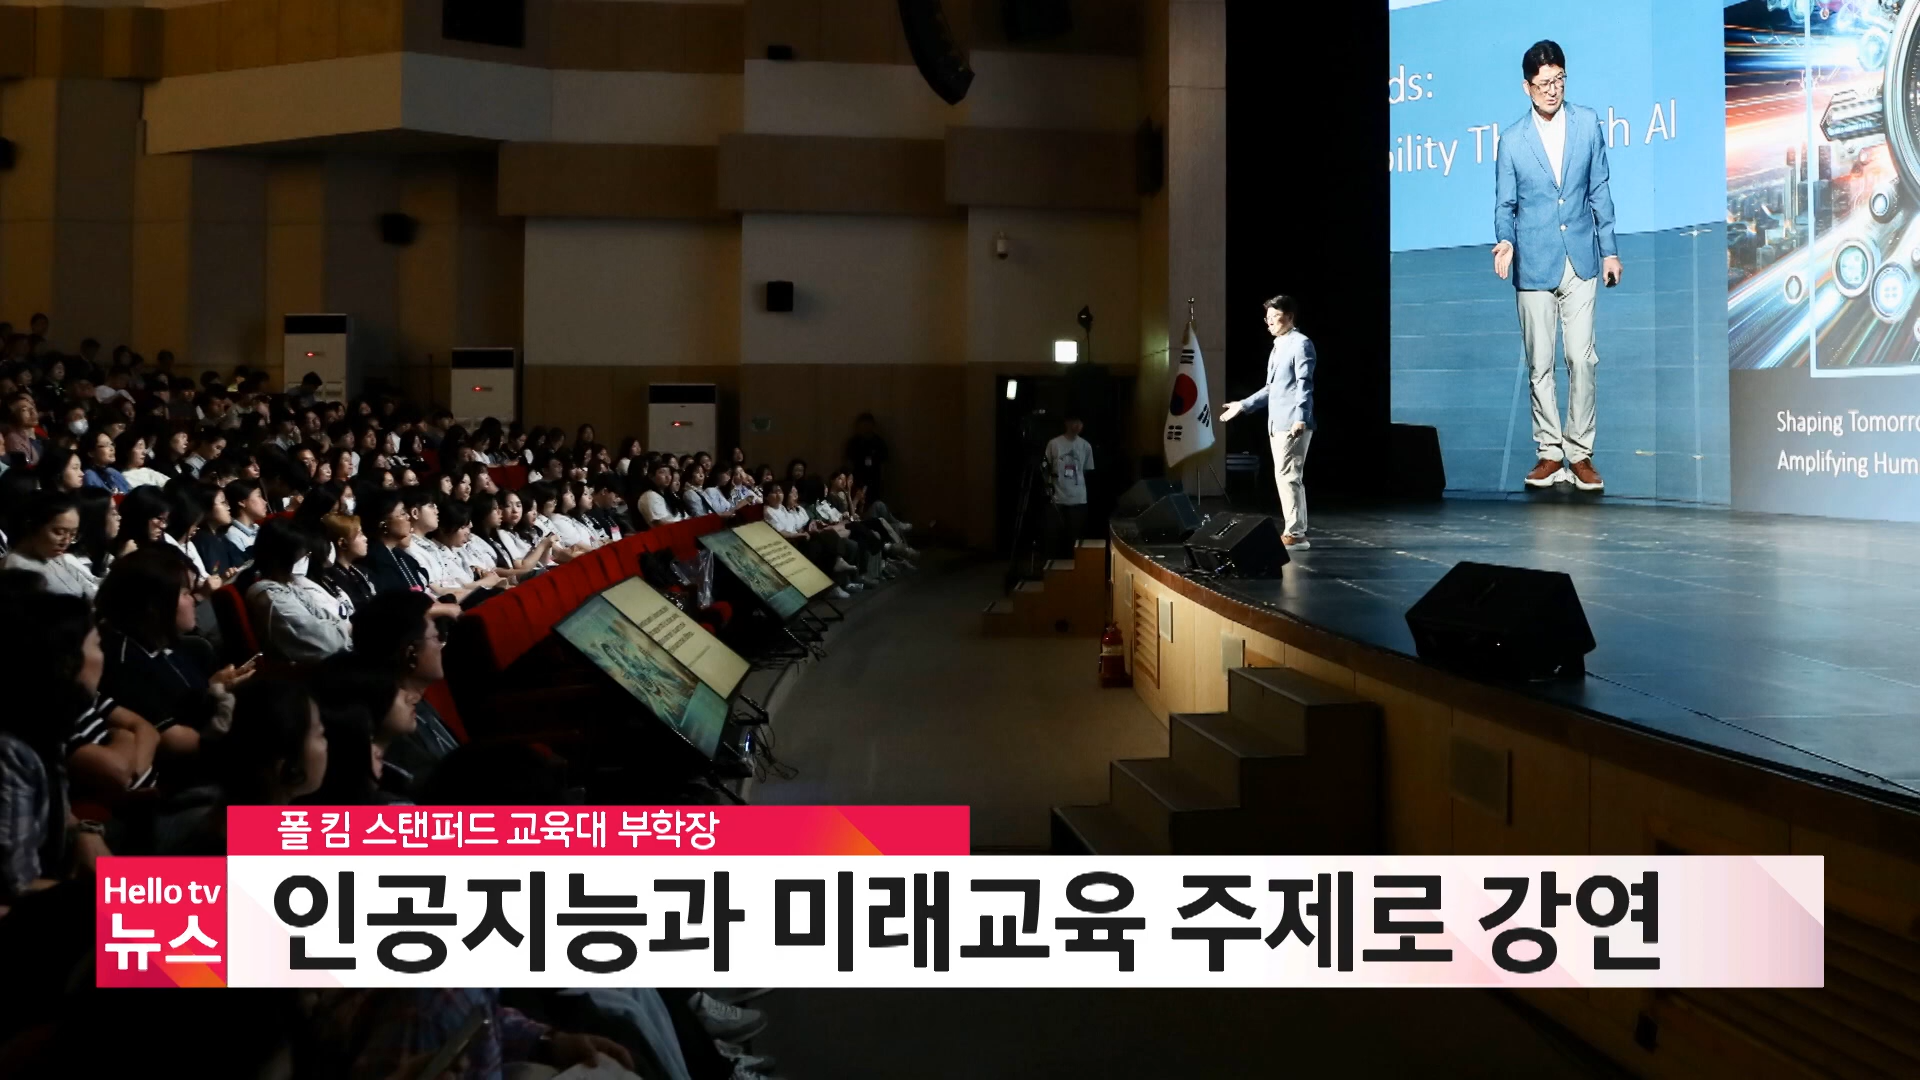 ds:
bility Th
ch AI
Shaping Tomorro
Amplifying Hum
폴 킴 스탠퍼드 교육대 부학장
Hello tv
뉴스
인공지능과 미래교육 주제로 강연